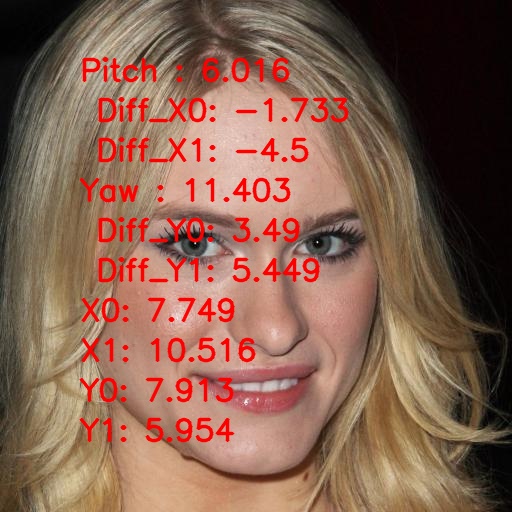 Pitch : 6.016
Diff_X0: -1.733
Diff_X1: -4.5
Yaw : 11.403
Diff_Y0: 3.49
Diff_Y1: 5.449
X0: 7.749
X1: 10.516
Y0: 7.913
Y1: 5.954